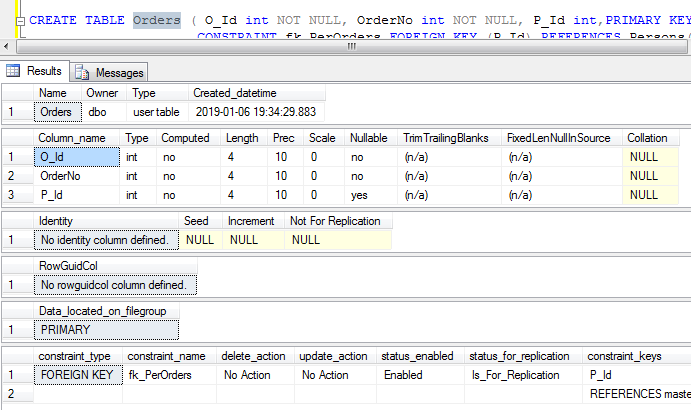 CREATE TABLE Orders ( O_Id int NOT NULL, OrderNo int NOT NULL, P_Id int,PRIMARY KEY
CONSTRAINT fk_PerOrders FOREIGN KEY (P_Id) REFERENCES Persons(
Results Messages
Name Owner Type Created_datetime
1 Orders dbo user table 2019-01-06 19:34:29.883
Column_name Type Computed Length Prec Scale Nullable TrimTrailingBlanks FixedLenNullInSource Collation
1 O_Id int no 4 10 0 no (n/a) (n/a) NULL
2 OrderNo int no 4 10 0 no (n/a) (n/a) NULL
3 P_Id int no 4 10 0 yes (n/a) (n/a) NULL
Identity Seed Increment Not For Replication
1 No identity column defined. NULL NULL NULL
RowGuidCol
1 No rowguidcol column defined.
Data_located_on_filegroup
1 PRIMARY
constraint_type constraint_name delete_action update_action status_enabled status_for_replication constraint_keys
1 FOREIGN KEY fk_PerOrders No Action No Action Enabled Is_For_Replication P_Id
2 REFERENCES maste